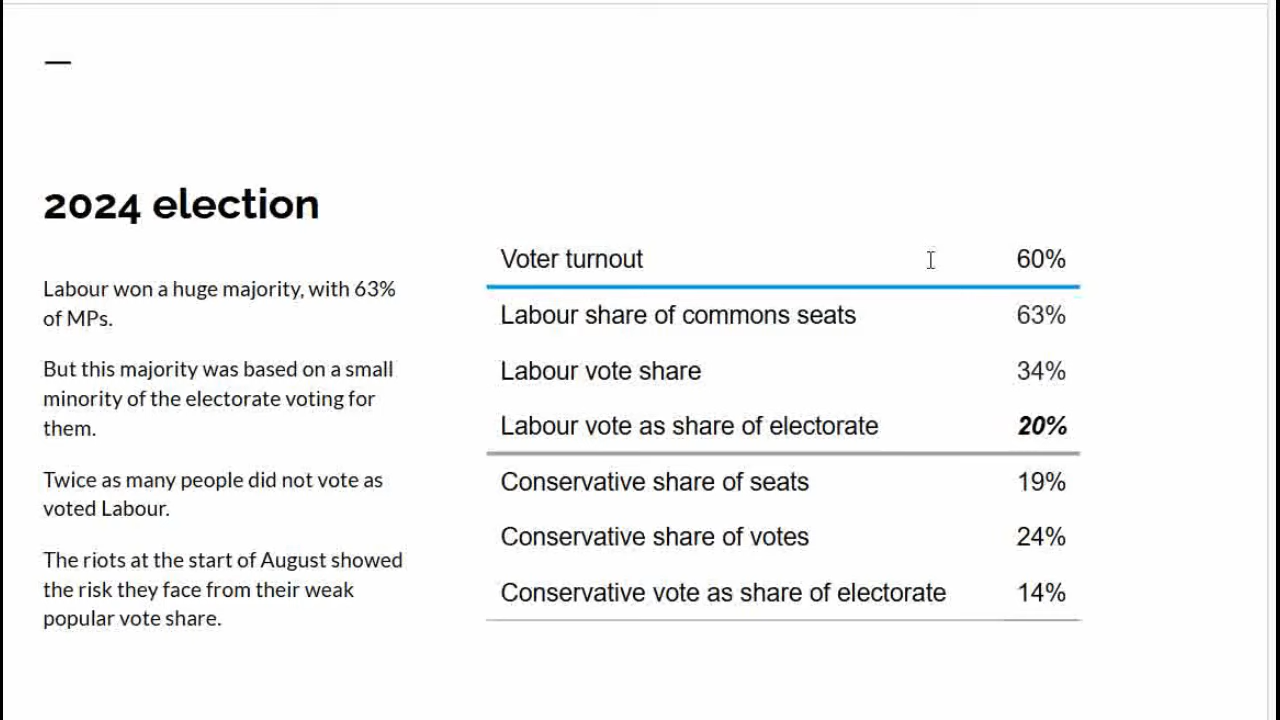 2024 election
Labour won a huge majority, with 63%
of MPs.
But this majority was based on a small
minority of the electorate voting for
them.
Twice as many people did not vote as
voted Labour.
The riots at the start of August showed
the risk they face from their weak
popular vote share.
Voter turnout 60%
Labour share of commons seats 63%
Labour vote share 34%
Labour vote as share of electorate 20%
Conservative share of seats 19%
Conservative share of votes 24%
Conservative vote as share of electorate 14%